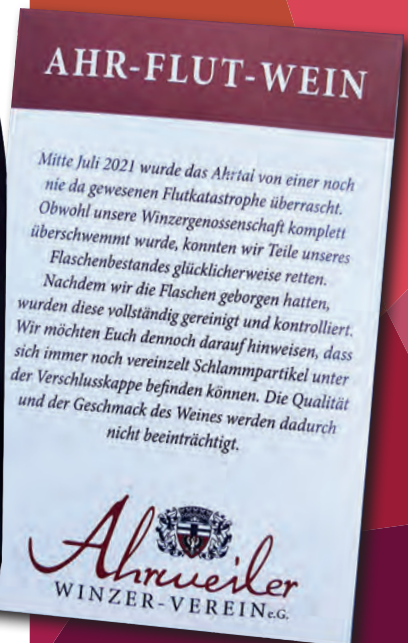 AHR-FLUT-WEIN
Mitte Juli 2021 wurde das Ahrtal von einer noch
nie da gewesenen Flutkatastrophe überrascht.
Obwohl unsere Winzergenossenschaft komplett
überschwemmt wurde, konnten wir Teile unseres
Flaschenbestandes glücklicherweise retten.
Nachdem wir die Flaschen geborgen hatten,
wurden diese vollständig gereinigt und kontrolliert.
Wir möchten Euch dennoch darauf hinweisen, dass
sich immer noch vereinzelt Schlammpartikel unter
der Verschlusskappe befinden können. Die Qualität
und der Geschmack des Weines werden dadurch
nicht beeinträchtigt.
Ahrweiler
WINZER-VEREIN e.G.